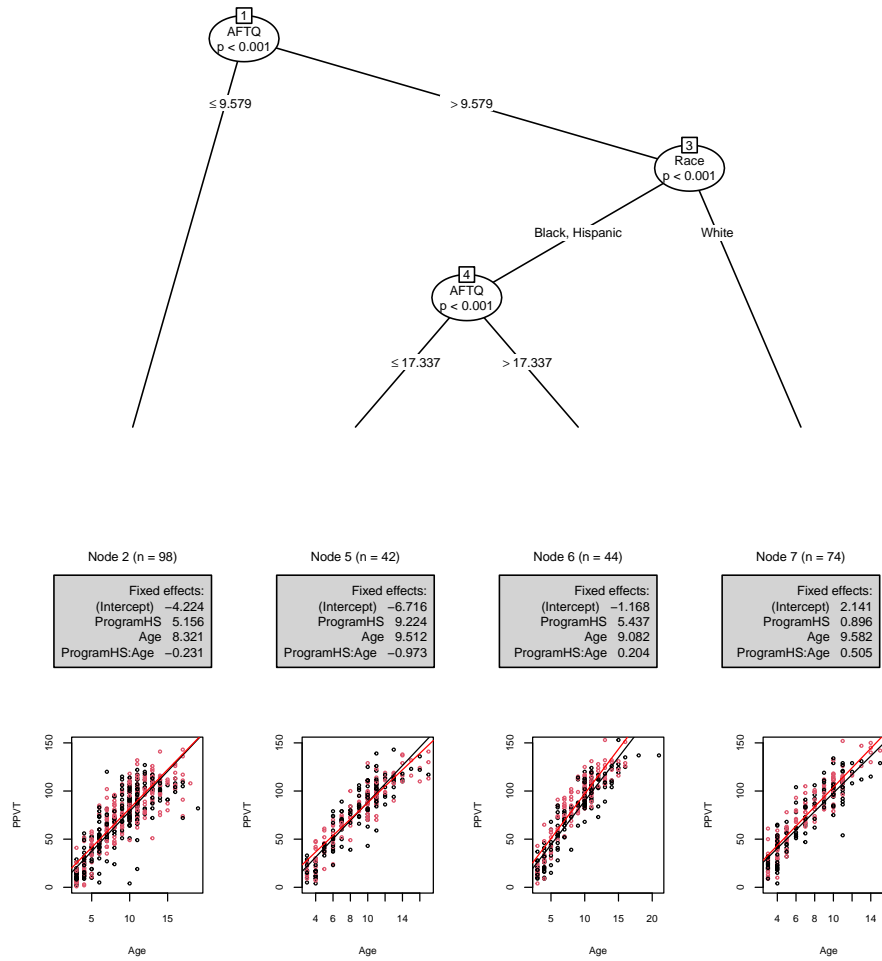 1
AFTQ
p < 0.001
≤ 9.579
> 9.579
3
Race
p < 0.001
Black, Hispanic
White
4
AFTQ
p < 0.001
≤ 17.337
> 17.337
Node 2 (n = 98)
Fixed effects:
(Intercept) −4.224
ProgramHS 5.156
Age 8.321
ProgramHS:Age −0.231
Node 5 (n = 42)
Fixed effects:
(Intercept) −6.716
ProgramHS 9.224
Age 9.512
ProgramHS:Age −0.973
Node 6 (n = 44)
Fixed effects:
(Intercept) −1.168
ProgramHS 5.437
Age 9.082
ProgramHS:Age 0.204
Node 7 (n = 74)
Fixed effects:
(Intercept) 2.141
ProgramHS 0.896
Age 9.582
ProgramHS:Age 0.505
PPVT
150
100
50
0
5 10 15
Age
PPVT
150
100
50
0
4 6 8 10 14
Age
PPVT
150
100
50
0
5 10 15 20
Age
PPVT
150
100
50
0
4 6 8 10 14
Age